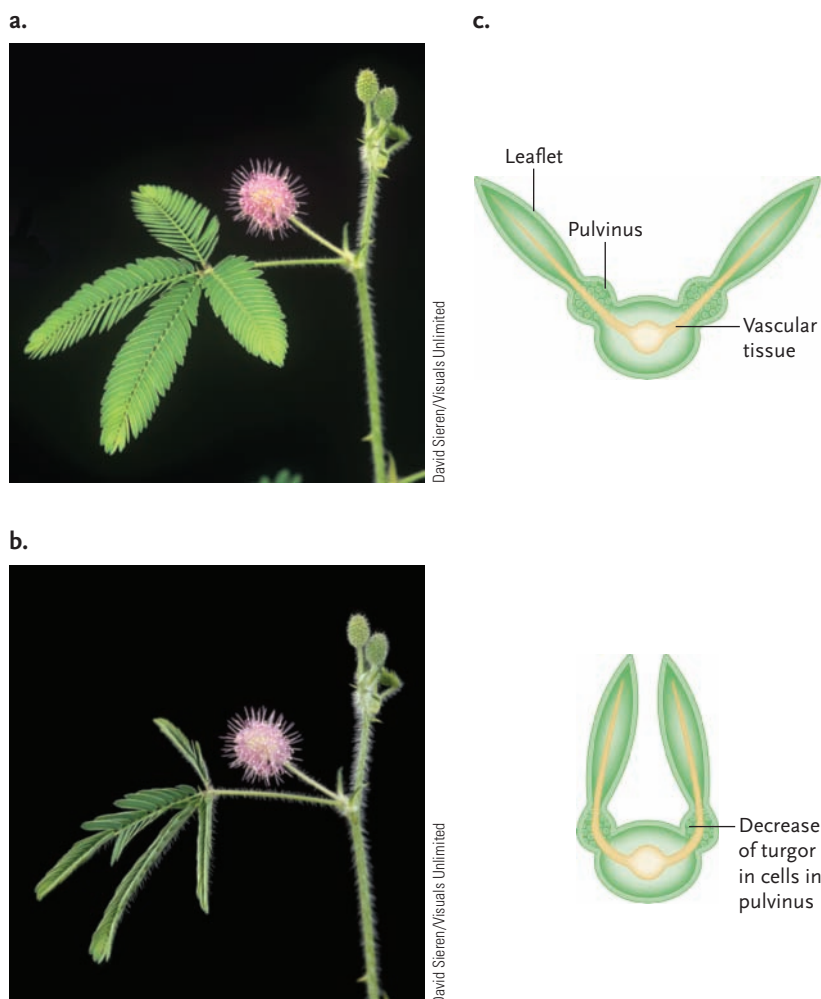 a.
c.
Leaflet
Pulvinus
Vascular
tissue
David Sieren/Visuals Unlimited
b.
Decrease
of turgor
in cells in
pulvinus
David Sieren/Visuals Unlimited